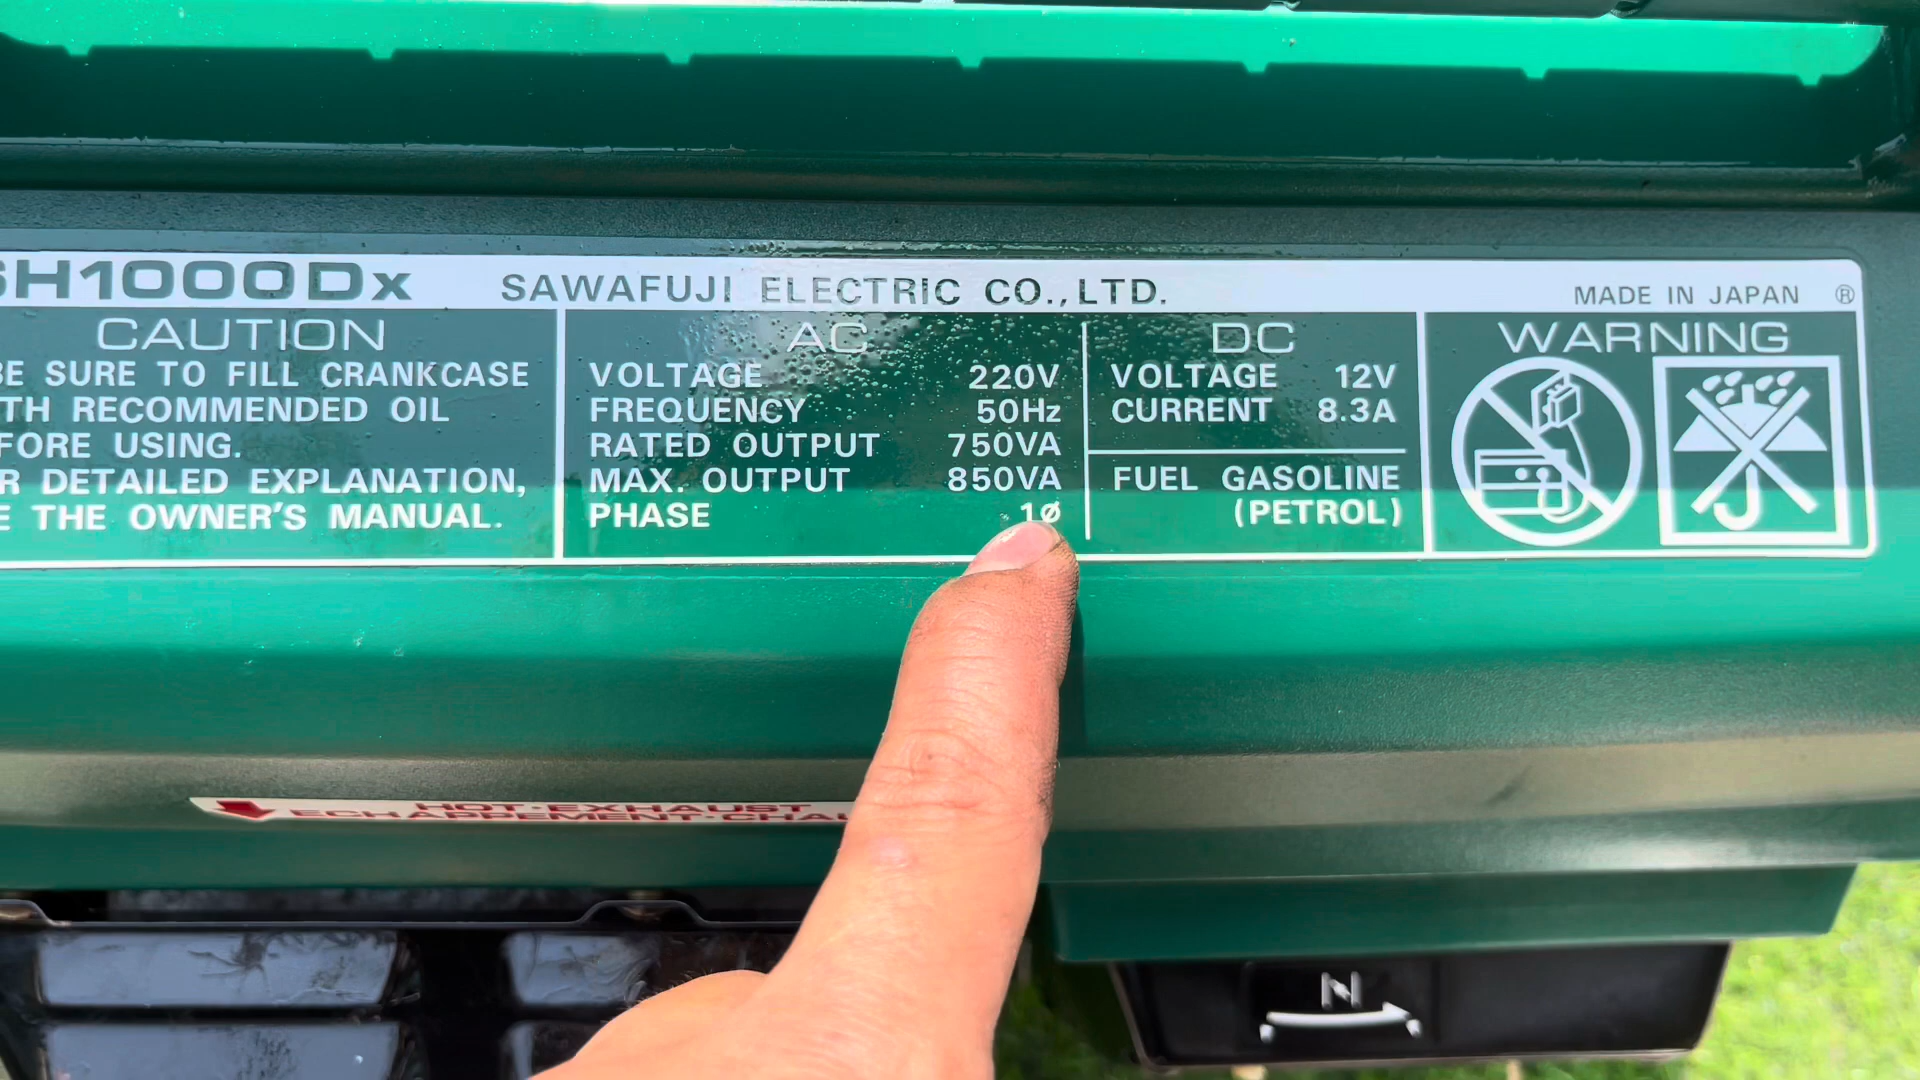 SH1000Dx SAWAFUJI ELECTRIC CO.,LTD. MADE IN JAPAN ®
CAUTION
BE SURE TO FILL CRANKCASE
TH RECOMMENDED OIL
FORE USING.
R DETAILED EXPLANATION,
E THE OWNER'S MANUAL.
AC
VOLTAGE 220V
FREQUENCY 50Hz
RATED OUTPUT 750VA
MAX. OUTPUT 850VA
PHASE 1ø
DC
VOLTAGE 12V
CURRENT 8.3A
FUEL GASOLINE
(PETROL)
WARNING
HOT·EXHAUST
ECHAPPEMENT·CHAU
N